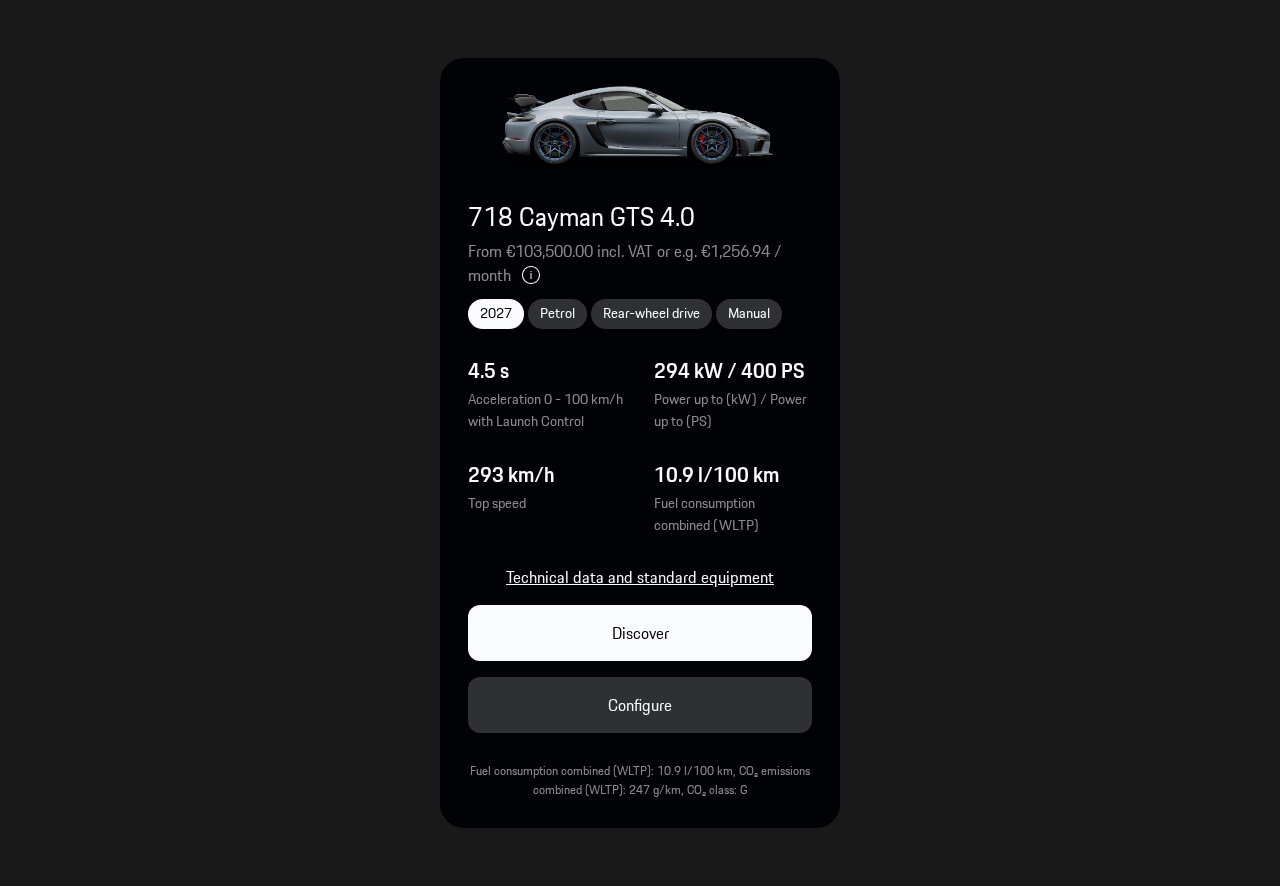 718 Cayman GTS 4.0
From €103,500.00 incl. VAT or e.g. €1,256.94 /
month
2027 Petrol Rear-wheel drive Manual
4.5 s
Acceleration 0 - 100 km/h
with Launch Control
294 kW / 400 PS
Power up to (kW) / Power
up to (PS)
293 km/h
Top speed
10.9 l/100 km
Fuel consumption
combined (WLTP)
Technical data and standard equipment
Discover
Configure
Fuel consumption combined (WLTP): 10.9 l/100 km, CO₂ emissions
combined (WLTP): 247 g/km, CO₂ class: G